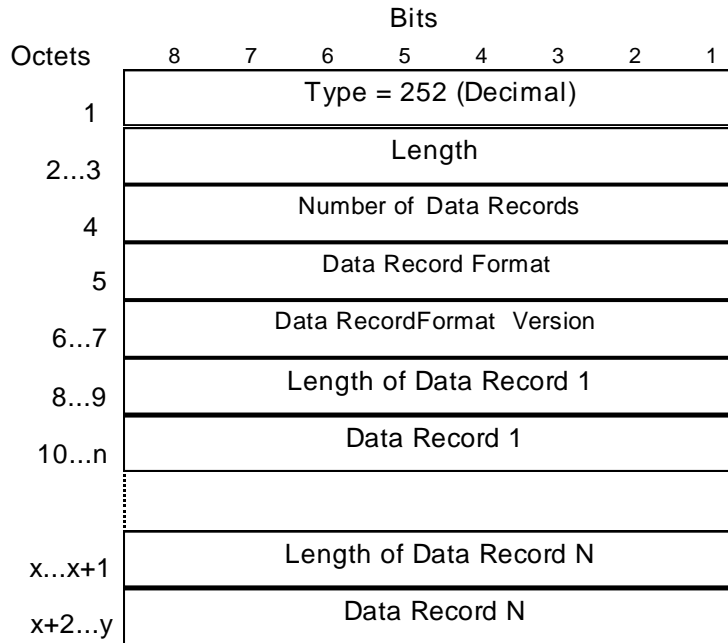 Bits
Octets 8 7 6 5 4 3 2 1
1 Type = 252 (Decimal)
2...3 Length
4 Number of Data Records
5 Data Record Format
6...7 Data RecordFormat Version
8...9 Length of Data Record 1
10...n Data Record 1
x...x+1 Length of Data Record N
x+2...y Data Record N